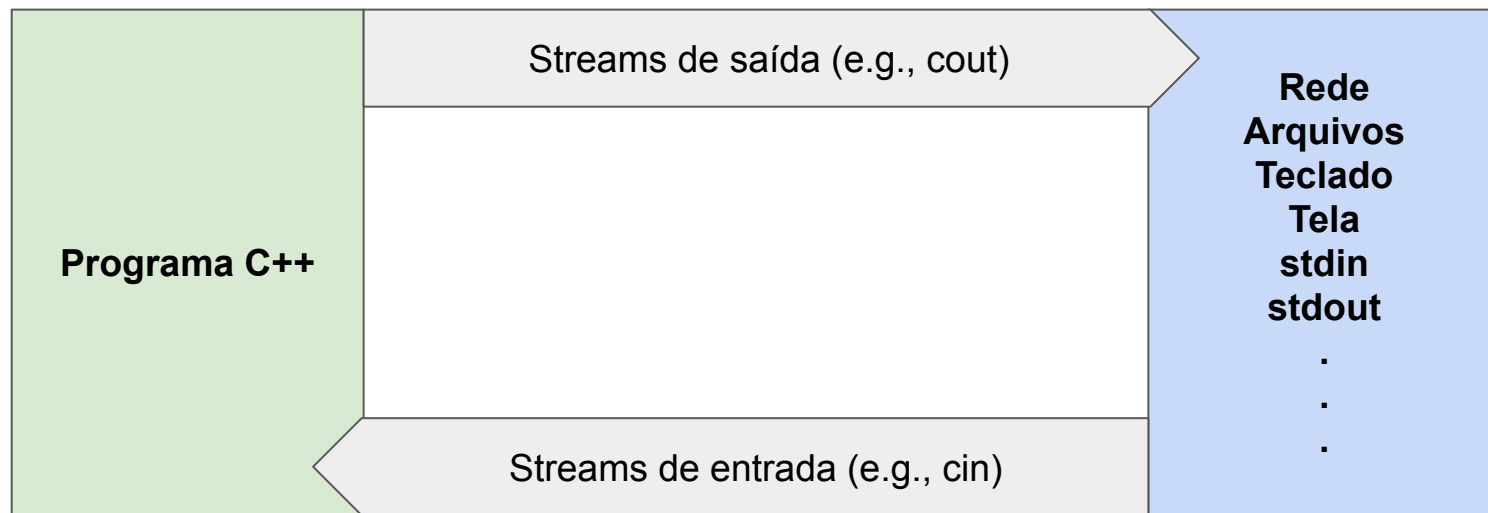 Streams de saída (e.g., cout)
Programa C++
Rede
Arquivos
Teclado
Tela
stdin
stdout
.
.
.
Streams de entrada (e.g., cin)